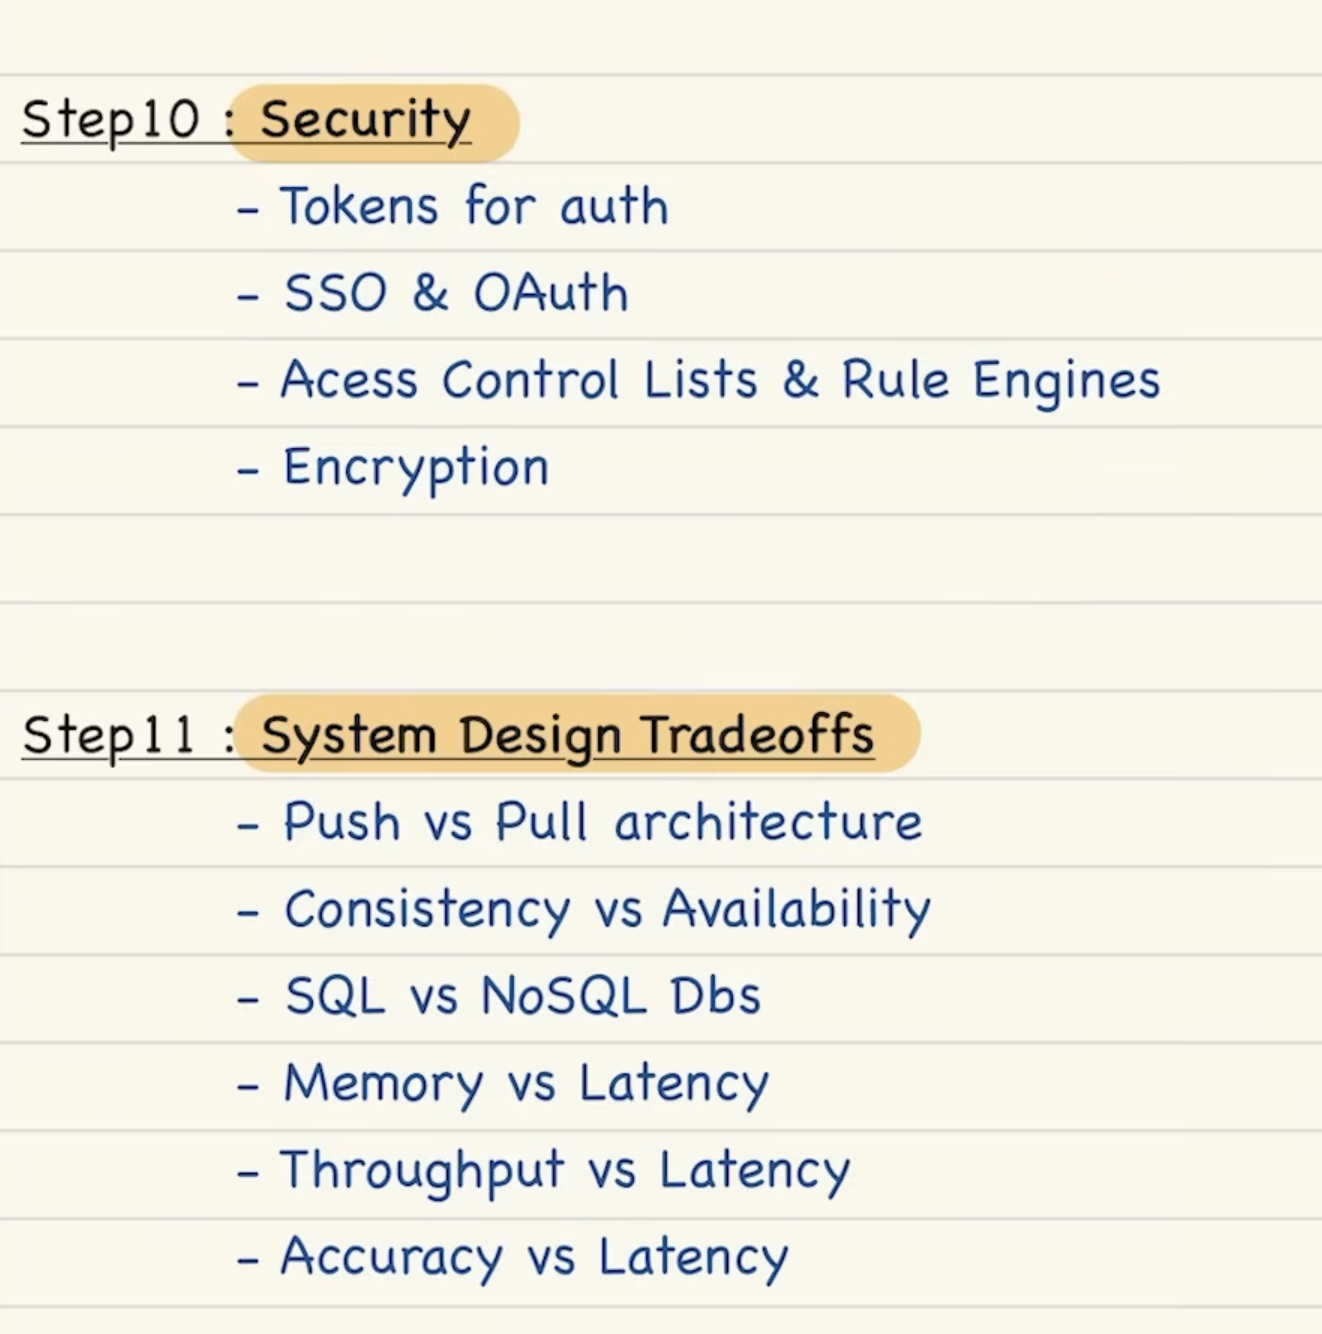 Step10 : Security
- Tokens for auth
- SSO & OAuth
- Acess Control Lists & Rule Engines
- Encryption
Step11 : System Design Tradeoffs
- Push vs Pull architecture
- Consistency vs Availability
- SQL vs NoSQL Dbs
- Memory vs Latency
- Throughput vs Latency
- Accuracy vs Latency